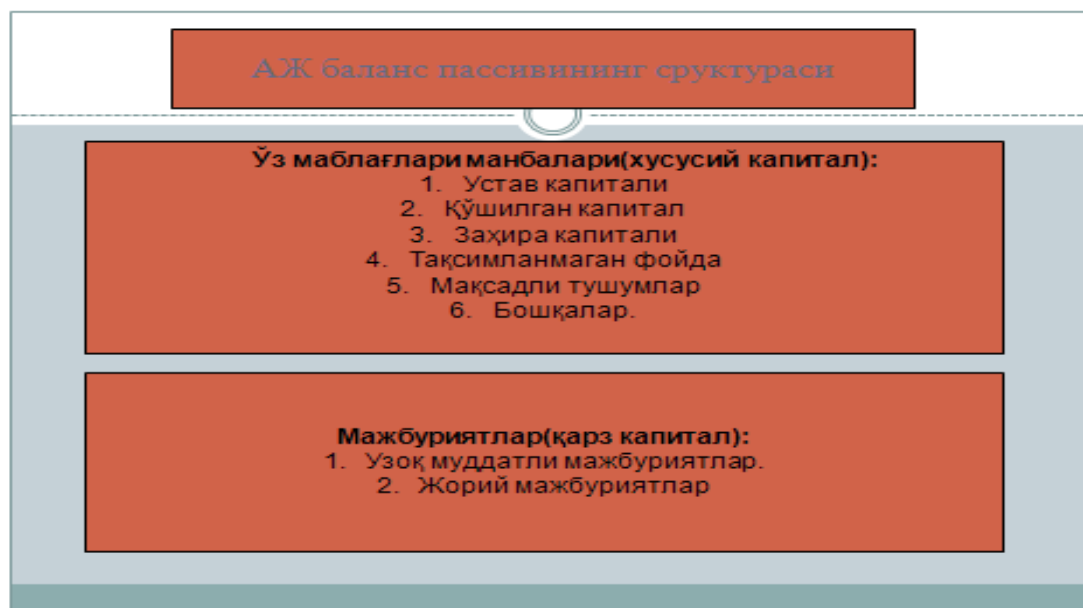 АЖ баланс пассивининг сруктураси
Ўз маблағлари манбалари(хусусий капитал):
1. Устав капитали
2. Қўшилган капитал
3. Заҳира капитали
4. Тақсимланмаган фойда
5. Мақсадли тушумлар
6. Бошқалар.
Мажбуриятлар(қарз капитал):
1. Узоқ муддатли мажбуриятлар.
2. Жорий мажбуриятлар